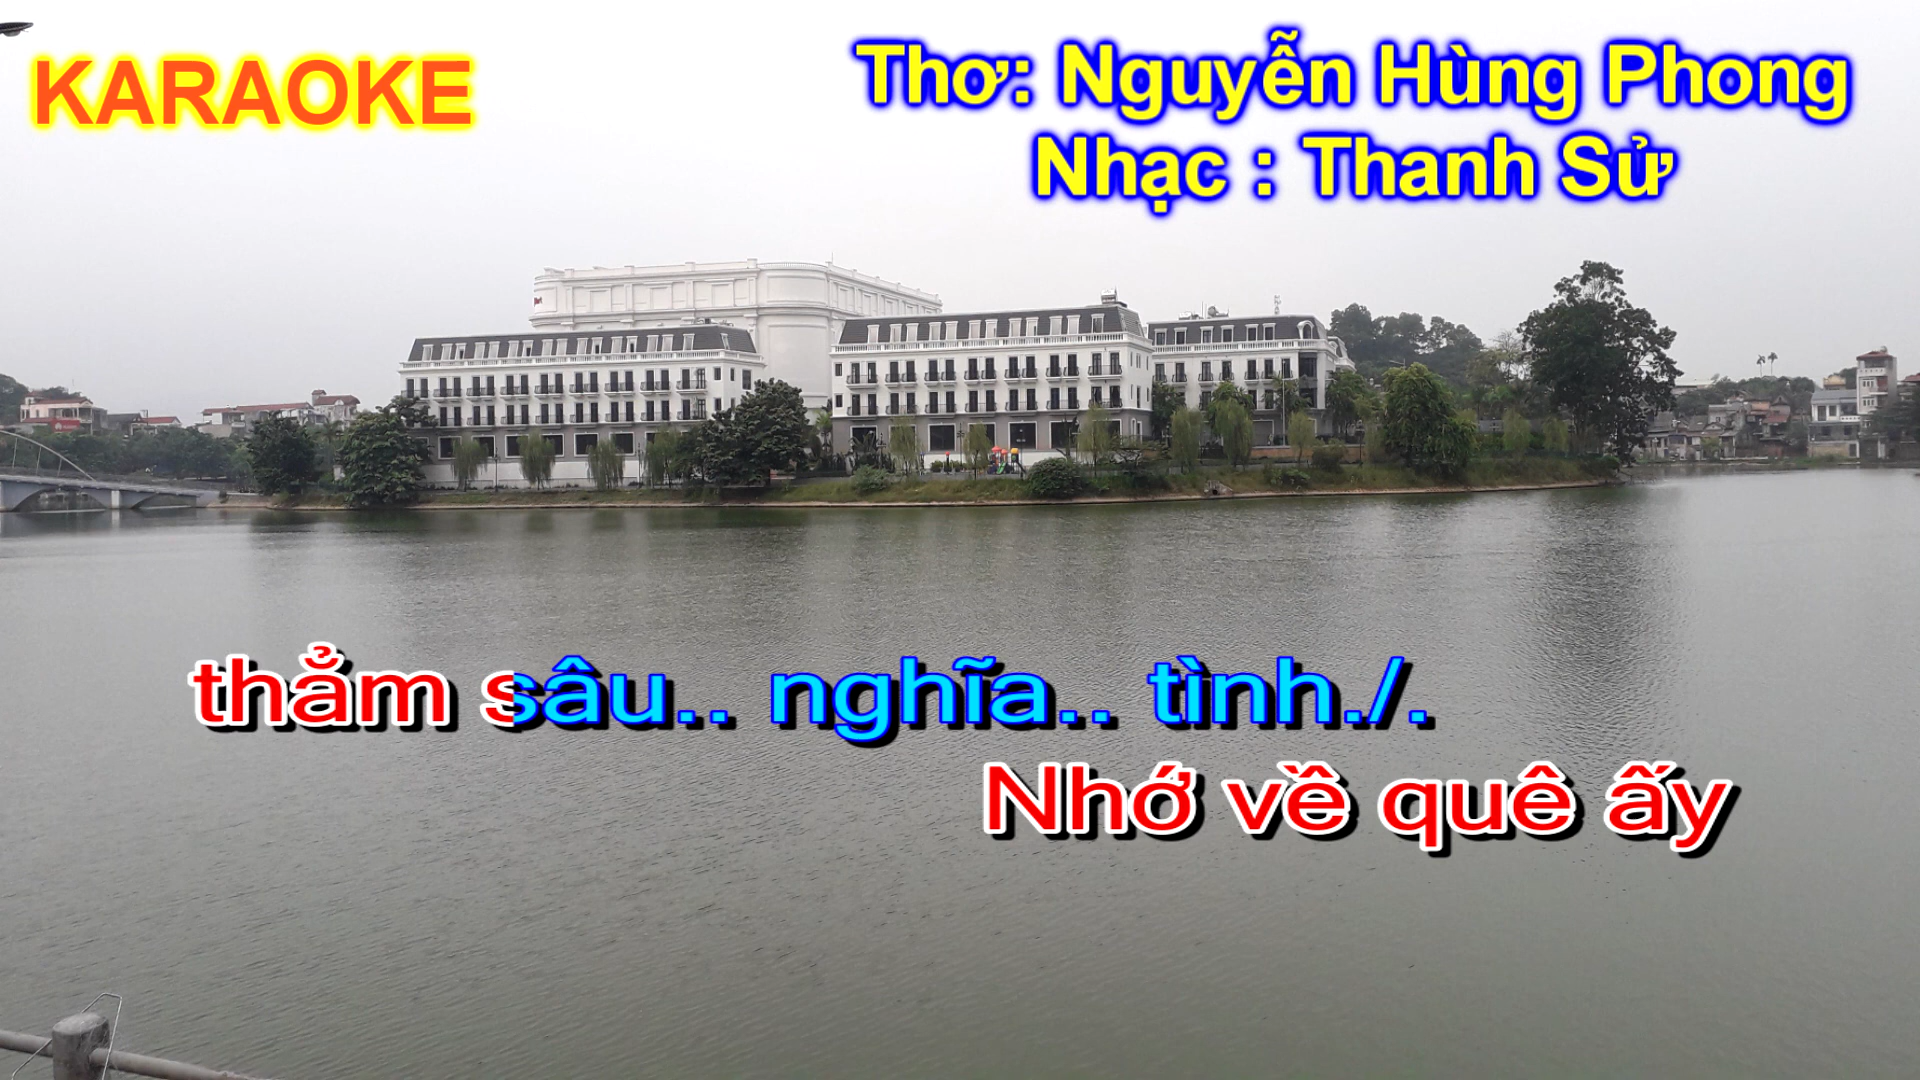 KARAOKE
Thơ: Nguyễn Hùng Phong
Nhạc : Thanh Sử
thẳm sâu.. nghĩa.. tình./.
Nhớ về quê ấy